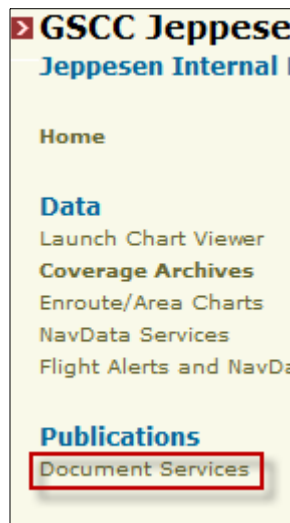 GSCC Jeppese
Jeppesen Internal
Home
Data
Launch Chart Viewer
Coverage Archives
Enroute/Area Charts
NavData Services
Flight Alerts and NavDa
Publications
Document Services